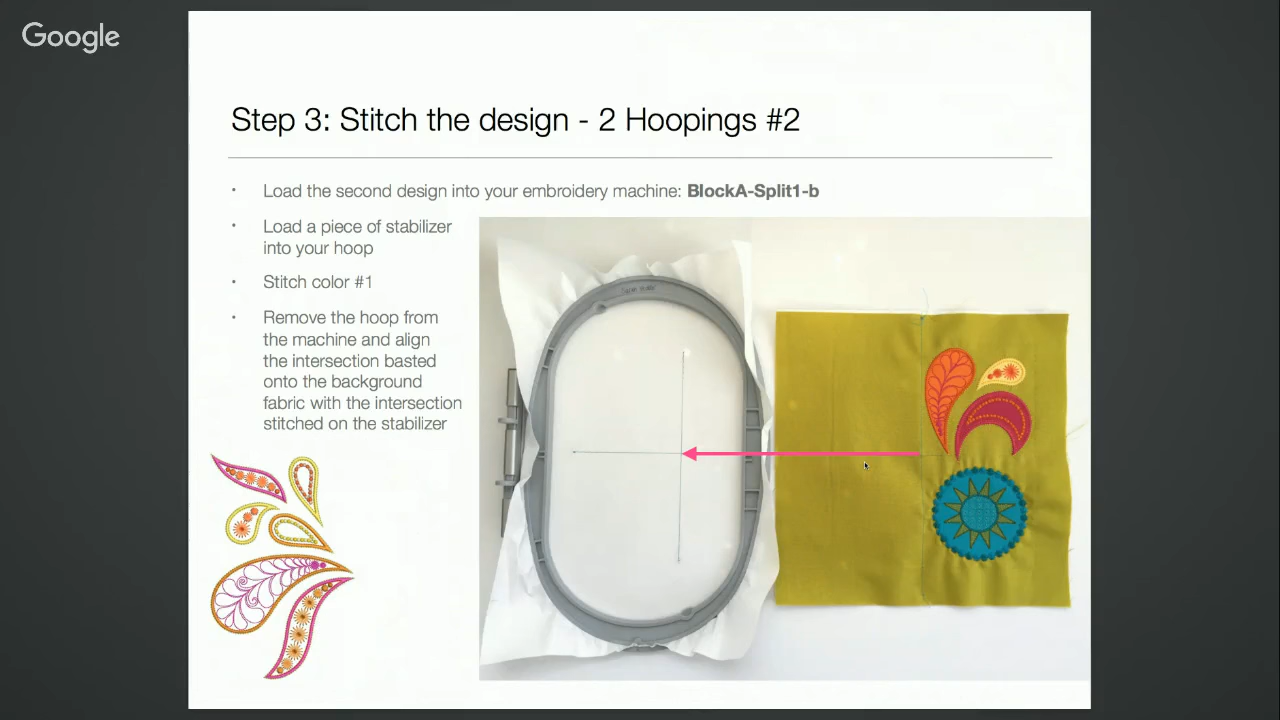 Google
Step 3: Stitch the design - 2 Hoopings #2
• Load the second design into your embroidery machine: BlockA-Split1-b
• Load a piece of stabilizer
into your hoop
• Stitch color #1
• Remove the hoop from
the machine and align
the intersection basted
onto the background
fabric with the intersection
stitched on the stabilizer